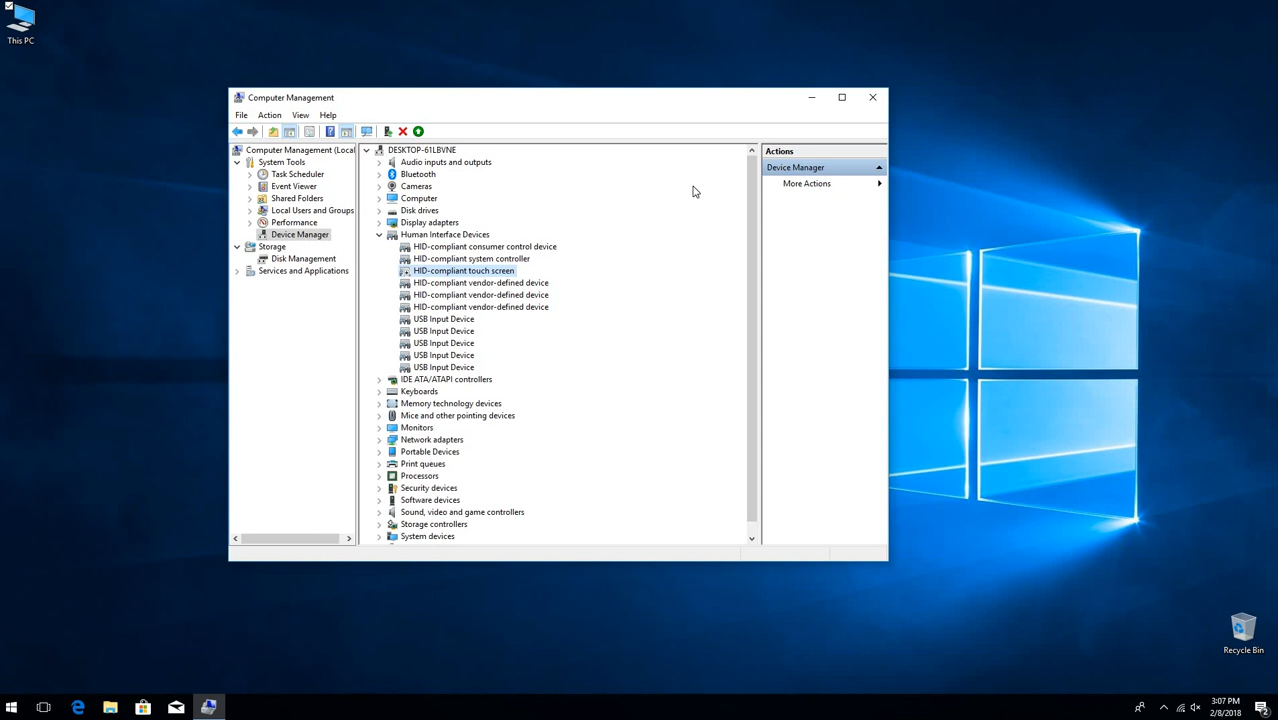 This PC
Computer Management
File Action View Help
Computer Management (Local
System Tools
Task Scheduler
Event Viewer
Shared Folders
Local Users and Groups
Performance
Device Manager
Storage
Disk Management
Services and Applications
DESKTOP-61LBVNE
Audio inputs and outputs
Bluetooth
Cameras
Computer
Disk drives
Display adapters
Human Interface Devices
HID-compliant consumer control device
HID-compliant system controller
HID-compliant touch screen
HID-compliant vendor-defined device
HID-compliant vendor-defined device
HID-compliant vendor-defined device
USB Input Device
USB Input Device
USB Input Device
USB Input Device
USB Input Device
IDE ATA/ATAPI controllers
Keyboards
Memory technology devices
Mice and other pointing devices
Monitors
Network adapters
Portable Devices
Print queues
Processors
Security devices
Software devices
Sound, video and game controllers
Storage controllers
System devices
Actions
Device Manager
More Actions
Recycle Bin
3:07 PM
2/8/2018
2